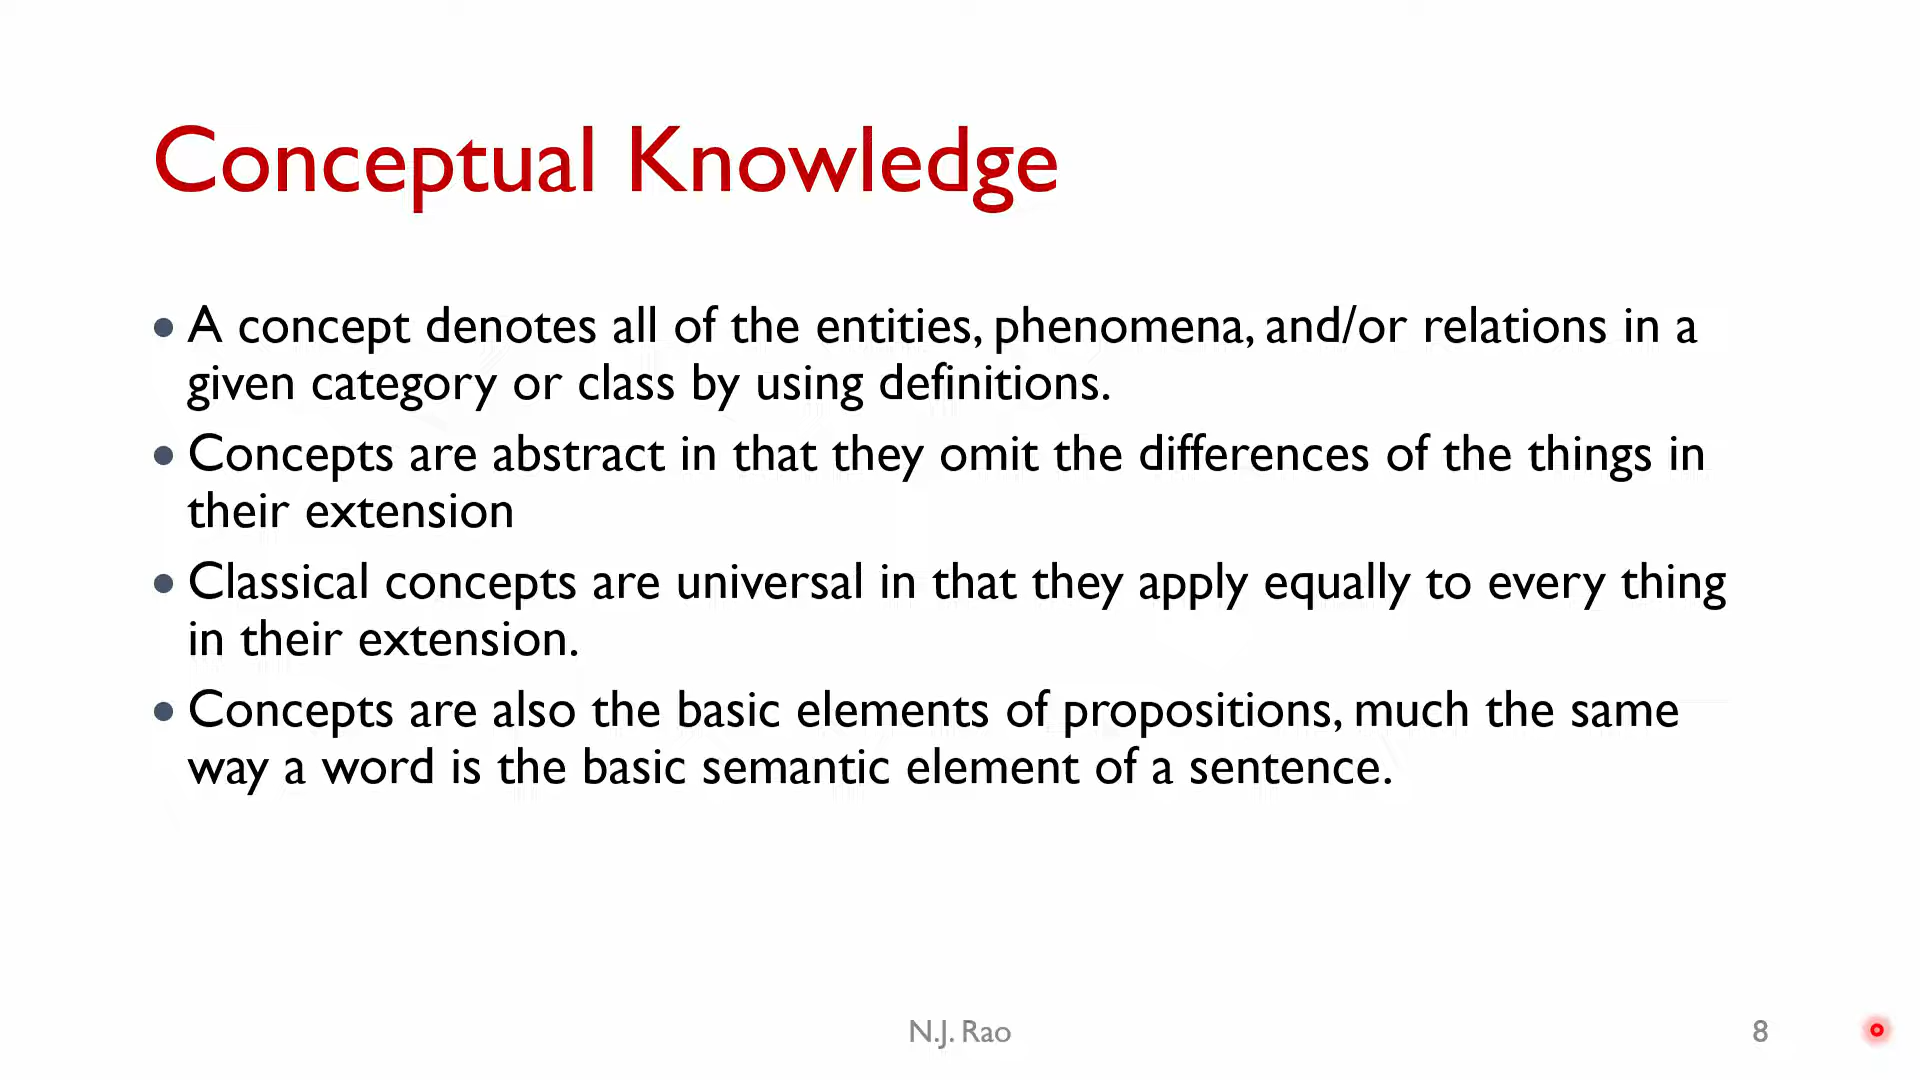 Conceptual Knowledge
• A concept denotes all of the entities, phenomena, and/or relations in a
given category or class by using definitions.
• Concepts are abstract in that they omit the differences of the things in
their extension
• Classical concepts are universal in that they apply equally to every thing
in their extension.
• Concepts are also the basic elements of propositions, much the same
way a word is the basic semantic element of a sentence.
N.J. Rao
8